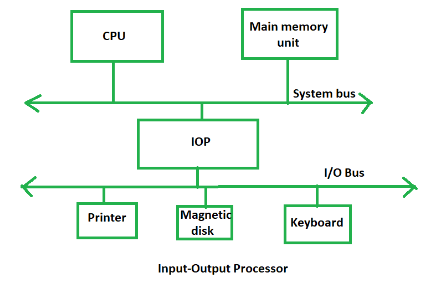 CPU
Main memory
unit
System bus
IOP
I/O Bus
Printer
Magnetic
disk
Keyboard
Input-Output Processor